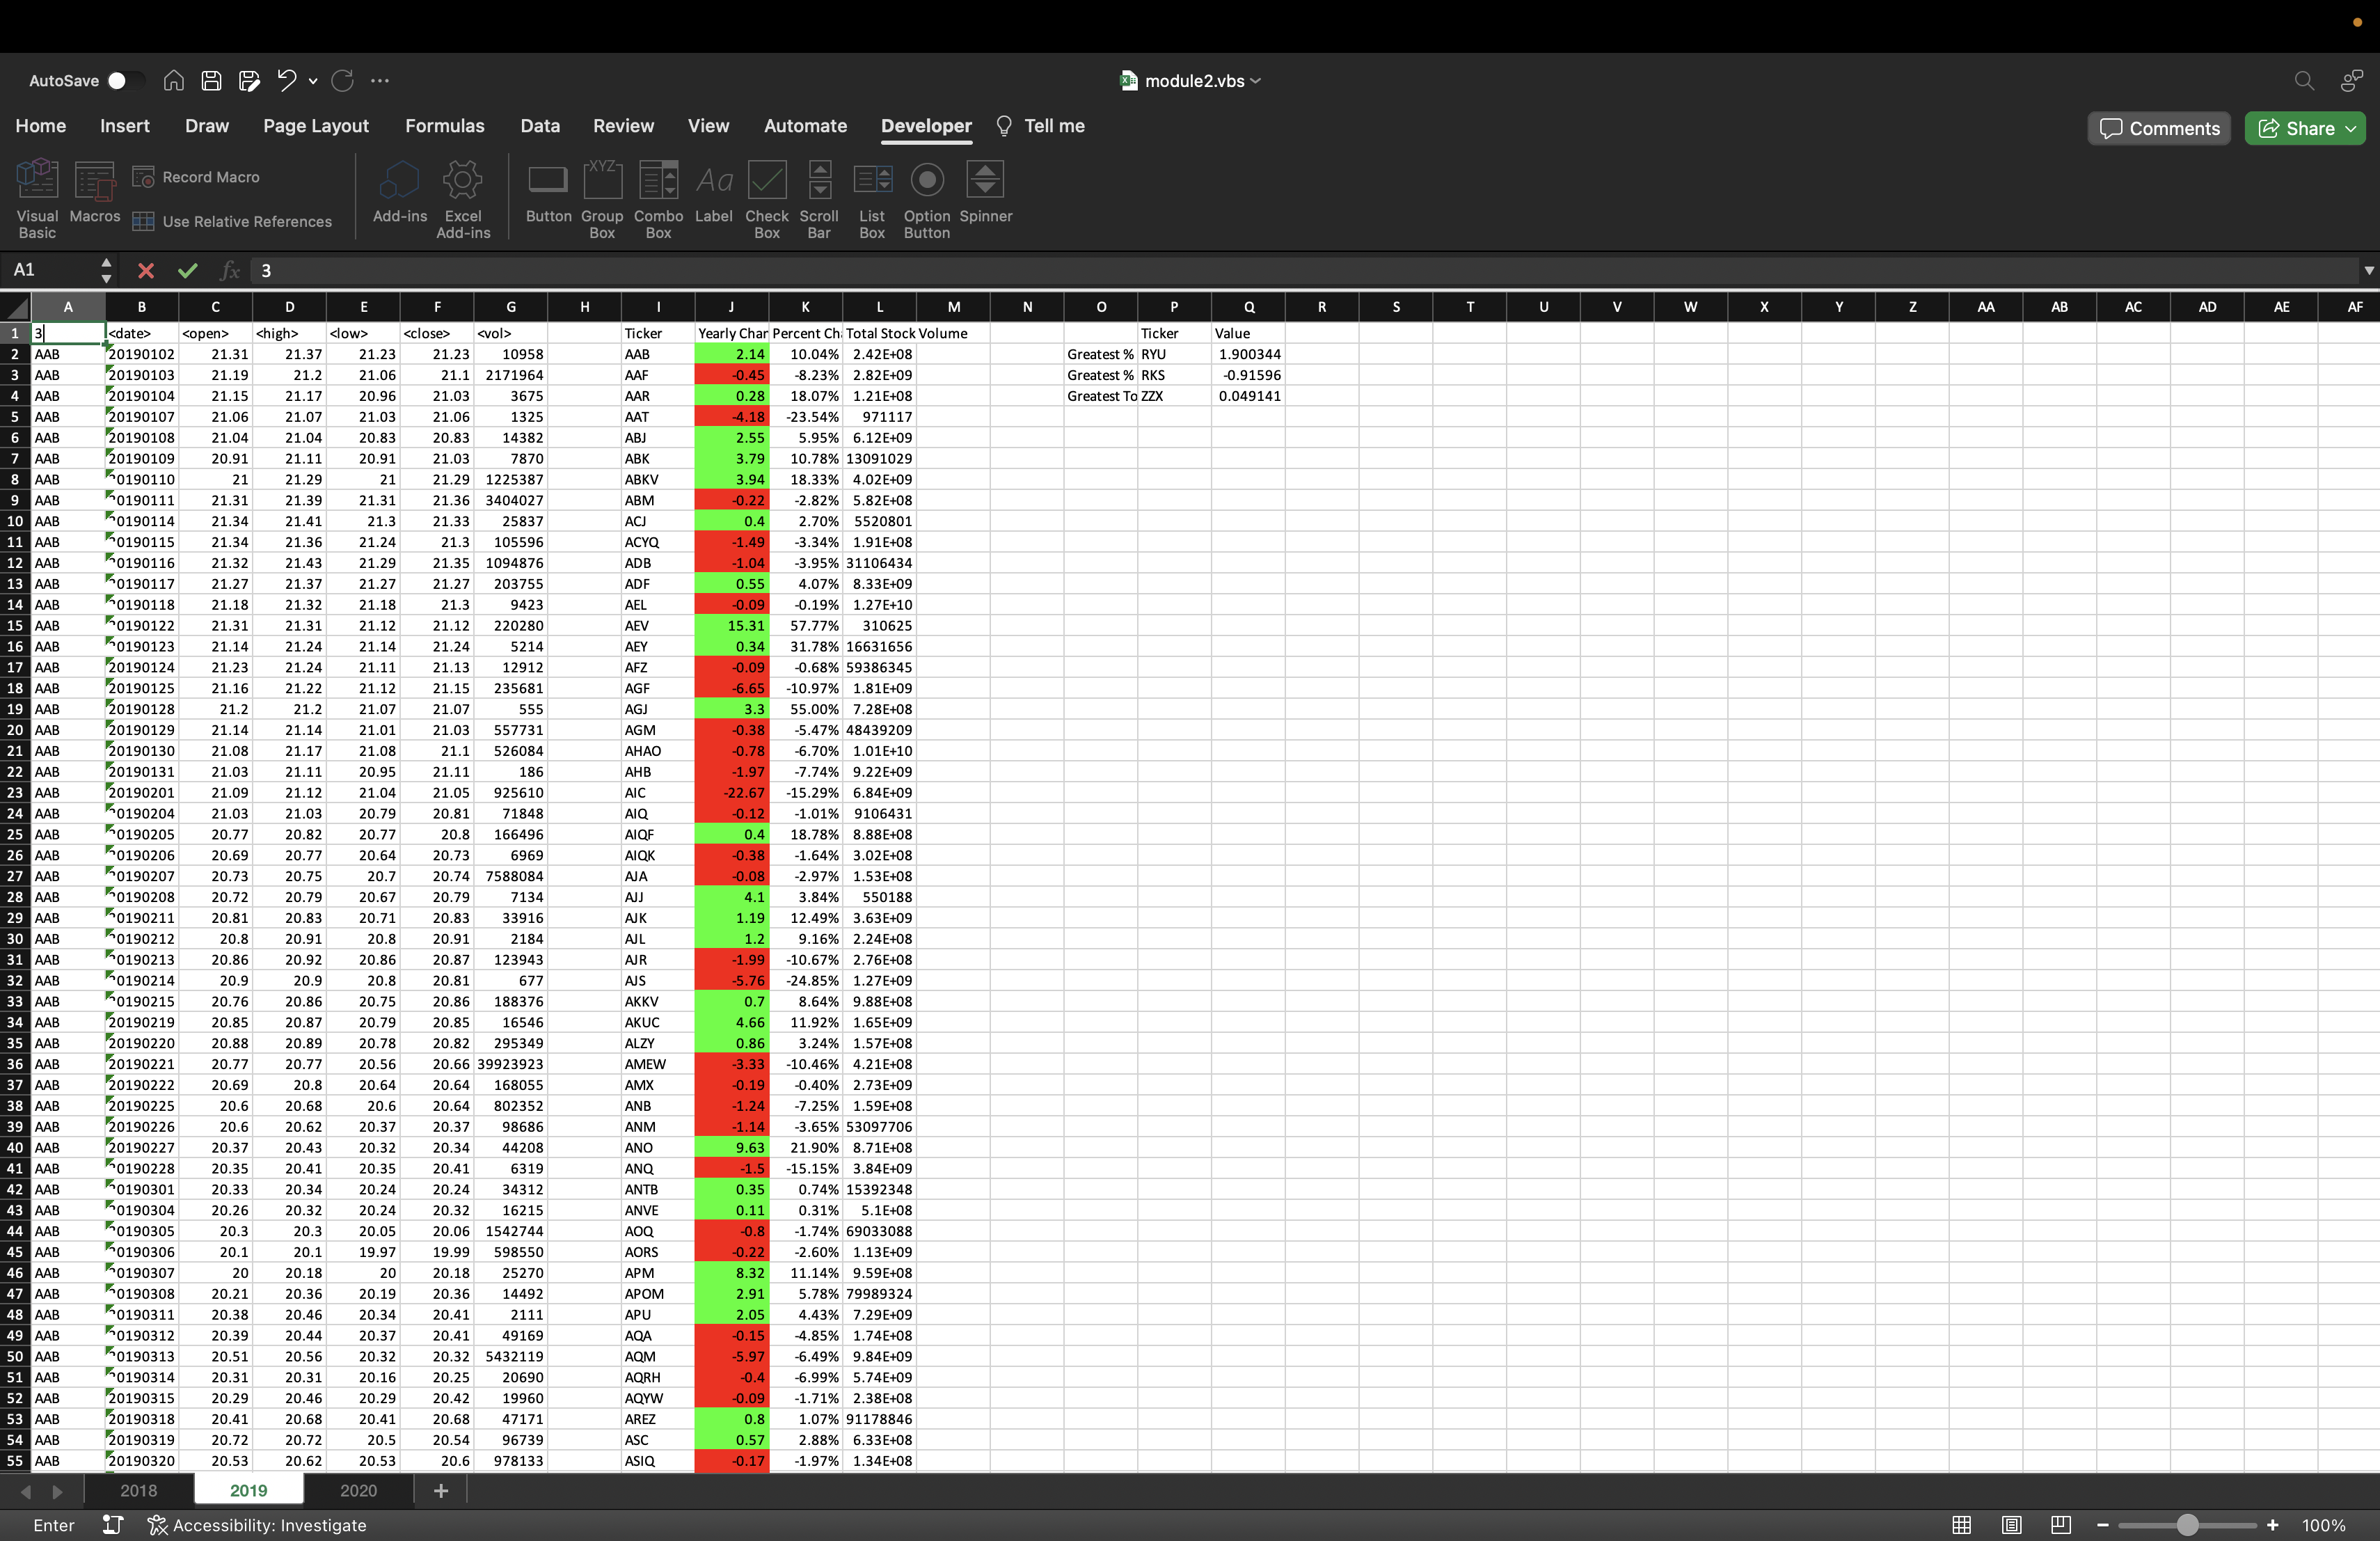 AutoSave
module2.vbs
Home Insert Draw Page Layout Formulas Data Review View Automate Developer Tell me Comments Share
Visual Basic Macros Record Macro Use Relative References Add-ins Excel Add-ins Button Group Box Combo Box Label Check Box Scroll Bar List Box Option Button Spinner
XYZ Aa
A1 fx 3
A B C D E F G H I J K L M N O P Q R S T U V W X Y Z AA AB AC AD AE AF
1 3 <date> <open> <high> <low> <close> <vol> Ticker Yearly Char Percent Ch Total Stock Volume Ticker Value
2 AAB 20190102 21.31 21.37 21.23 21.23 10958 AAB 2.14 10.04% 2.42E+08 Greatest % RYU 1.900344
3 AAB 20190103 21.19 21.2 21.06 21.1 2171964 AAF -0.45 -8.23% 2.82E+09 Greatest % RKS -0.91596
4 AAB 20190104 21.15 21.17 20.96 21.03 3675 AAR 0.28 18.07% 1.21E+08 Greatest To ZZX 0.049141
5 AAB 20190107 21.06 21.07 21.03 21.06 1325 AAT -4.18 -23.54% 971117
6 AAB 20190108 21.04 21.04 20.83 20.83 14382 ABJ 2.55 5.95% 6.12E+09
7 AAB 20190109 20.91 21.11 20.91 21.03 7870 ABK 3.79 10.78% 13091029
8 AAB 20190110 21 21.29 21 21.29 1225387 ABKV 3.94 18.33% 4.02E+09
9 AAB 20190111 21.31 21.39 21.31 21.36 3404027 ABM -0.22 -2.82% 5.82E+08
10 AAB 20190114 21.34 21.41 21.3 21.33 25837 ACJ 0.4 2.70% 5520801
11 AAB 20190115 21.34 21.36 21.24 21.3 105596 ACYQ -1.49 -3.34% 1.91E+08
12 AAB 20190116 21.32 21.43 21.29 21.35 1094876 ADB -1.04 -3.95% 31106434
13 AAB 20190117 21.27 21.37 21.27 21.27 203755 ADF 0.55 4.07% 8.33E+09
14 AAB 20190118 21.18 21.32 21.18 21.3 9423 AEL -0.09 -0.19% 1.27E+10
15 AAB 20190122 21.31 21.31 21.12 21.12 220280 AEV 15.31 57.77% 310625
16 AAB 20190123 21.14 21.24 21.14 21.24 5214 AEY 0.34 31.78% 16631656
17 AAB 20190124 21.23 21.24 21.11 21.13 12912 AFZ -0.09 -0.68% 59386345
18 AAB 20190125 21.16 21.22 21.12 21.15 235681 AGF -6.65 -10.97% 1.81E+09
19 AAB 20190128 21.2 21.2 21.07 21.07 555 AGJ 3.3 55.00% 7.28E+08
20 AAB 20190129 21.14 21.14 21.01 21.03 557731 AGM -0.38 -5.47% 48439209
21 AAB 20190130 21.08 21.17 21.08 21.1 526084 AHAO -0.78 -6.70% 1.01E+10
22 AAB 20190131 21.03 21.11 20.95 21.11 186 AHB -1.97 -7.74% 9.22E+09
23 AAB 20190201 21.09 21.12 21.04 21.05 925610 AIC -22.67 -15.29% 6.84E+09
24 AAB 20190204 21.03 21.03 20.79 20.81 71848 AIQ -0.12 -1.01% 9106431
25 AAB 20190205 20.77 20.82 20.77 20.8 166496 AIQF 0.4 18.78% 8.88E+08
26 AAB 20190206 20.69 20.77 20.64 20.73 6969 AIQK -0.38 -1.64% 3.02E+08
27 AAB 20190207 20.73 20.75 20.7 20.74 7588084 AJA -0.08 -2.97% 1.53E+08
28 AAB 20190208 20.72 20.79 20.67 20.79 7134 AJJ 4.1 3.84% 550188
29 AAB 20190211 20.81 20.83 20.71 20.83 33916 AJK 1.19 12.49% 3.63E+09
30 AAB 20190212 20.8 20.91 20.8 20.91 2184 AJL 1.2 9.16% 2.24E+08
31 AAB 20190213 20.86 20.92 20.86 20.87 123943 AJR -1.99 -10.67% 2.76E+08
32 AAB 20190214 20.9 20.9 20.8 20.81 677 AJS -5.76 -24.85% 1.27E+09
33 AAB 20190215 20.76 20.86 20.75 20.86 188376 AKKV 0.7 8.64% 9.88E+08
34 AAB 20190219 20.85 20.87 20.79 20.85 16546 AKUC 4.66 11.92% 1.65E+09
35 AAB 20190220 20.88 20.89 20.78 20.82 295349 ALZY 0.86 3.24% 1.57E+08
36 AAB 20190221 20.77 20.77 20.56 20.66 39923923 AMEW -3.33 -10.46% 4.21E+08
37 AAB 20190222 20.69 20.8 20.64 20.64 168055 AMX -0.19 -0.40% 2.73E+09
38 AAB 20190225 20.6 20.68 20.6 20.64 802352 ANB -1.24 -7.25% 1.59E+08
39 AAB 20190226 20.6 20.62 20.37 20.37 98686 ANM -1.14 -3.65% 53097706
40 AAB 20190227 20.37 20.43 20.32 20.34 44208 ANO 9.63 21.90% 8.71E+08
41 AAB 20190228 20.35 20.41 20.35 20.41 6319 ANQ -1.5 -15.15% 3.84E+09
42 AAB 20190301 20.33 20.34 20.24 20.24 34312 ANTB 0.35 0.74% 15392348
43 AAB 20190304 20.26 20.32 20.24 20.32 16215 ANVE 0.11 0.31% 5.1E+08
44 AAB 20190305 20.3 20.3 20.05 20.06 1542744 AOQ -0.8 -1.74% 69033088
45 AAB 20190306 20.1 20.1 19.97 19.99 598550 AORS -0.22 -2.60% 1.13E+09
46 AAB 20190307 20 20.18 20 20.18 25270 APM 8.32 11.14% 9.59E+08
47 AAB 20190308 20.21 20.36 20.19 20.36 14492 APOM 2.91 5.78% 79989324
48 AAB 20190311 20.38 20.46 20.34 20.41 2111 APU 2.05 4.43% 7.29E+09
49 AAB 20190312 20.39 20.44 20.37 20.41 49169 AQA -0.15 -4.85% 1.74E+08
50 AAB 20190313 20.51 20.56 20.32 20.32 5432119 AQM -5.97 -6.49% 9.84E+09
51 AAB 20190314 20.31 20.31 20.16 20.25 20690 AQRH -0.4 -6.99% 5.74E+09
52 AAB 20190315 20.29 20.46 20.29 20.42 19960 AQYW -0.09 -1.71% 2.38E+08
53 AAB 20190318 20.41 20.68 20.41 20.68 47171 AREZ 0.8 1.07% 91178846
54 AAB 20190319 20.72 20.72 20.5 20.54 96739 ASC 0.57 2.88% 6.33E+08
55 AAB 20190320 20.53 20.62 20.53 20.6 978133 ASIQ -0.17 -1.97% 1.34E+08
2018 2019 2020 +
Enter Accessibility: Investigate 100%